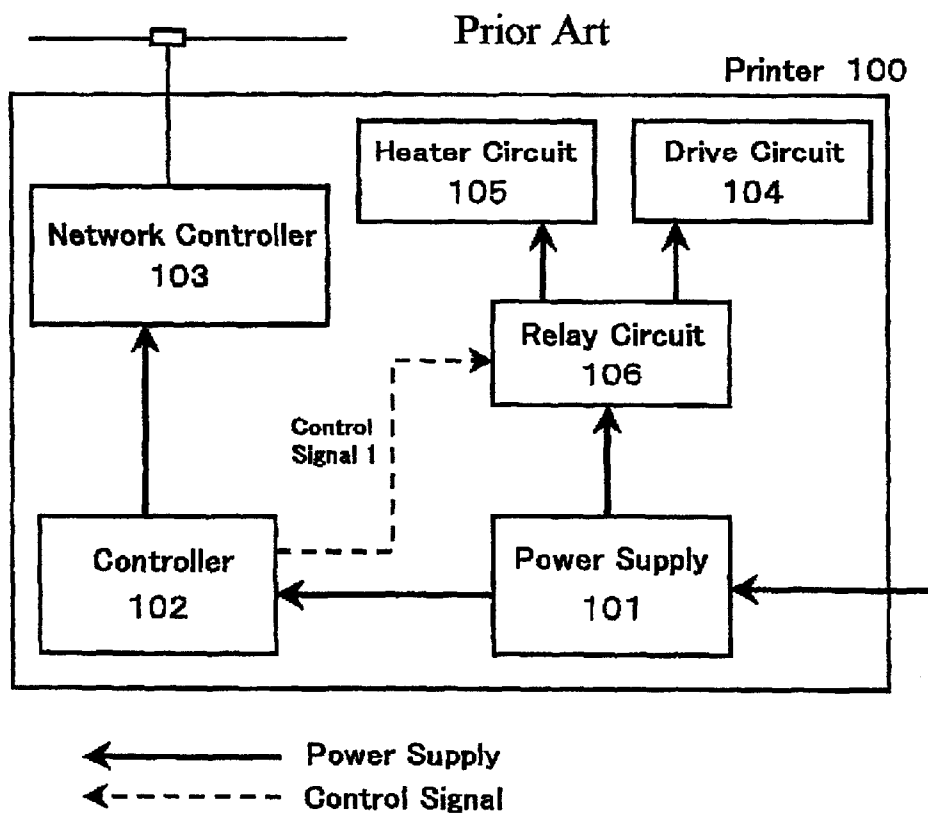 Prior Art
Printer 100
Heater Circuit
105
Drive Circuit
104
Network Controller
103
Relay Circuit
106
Control
Signal 1
Controller
102
Power Supply
101
Power Supply
Control Signal